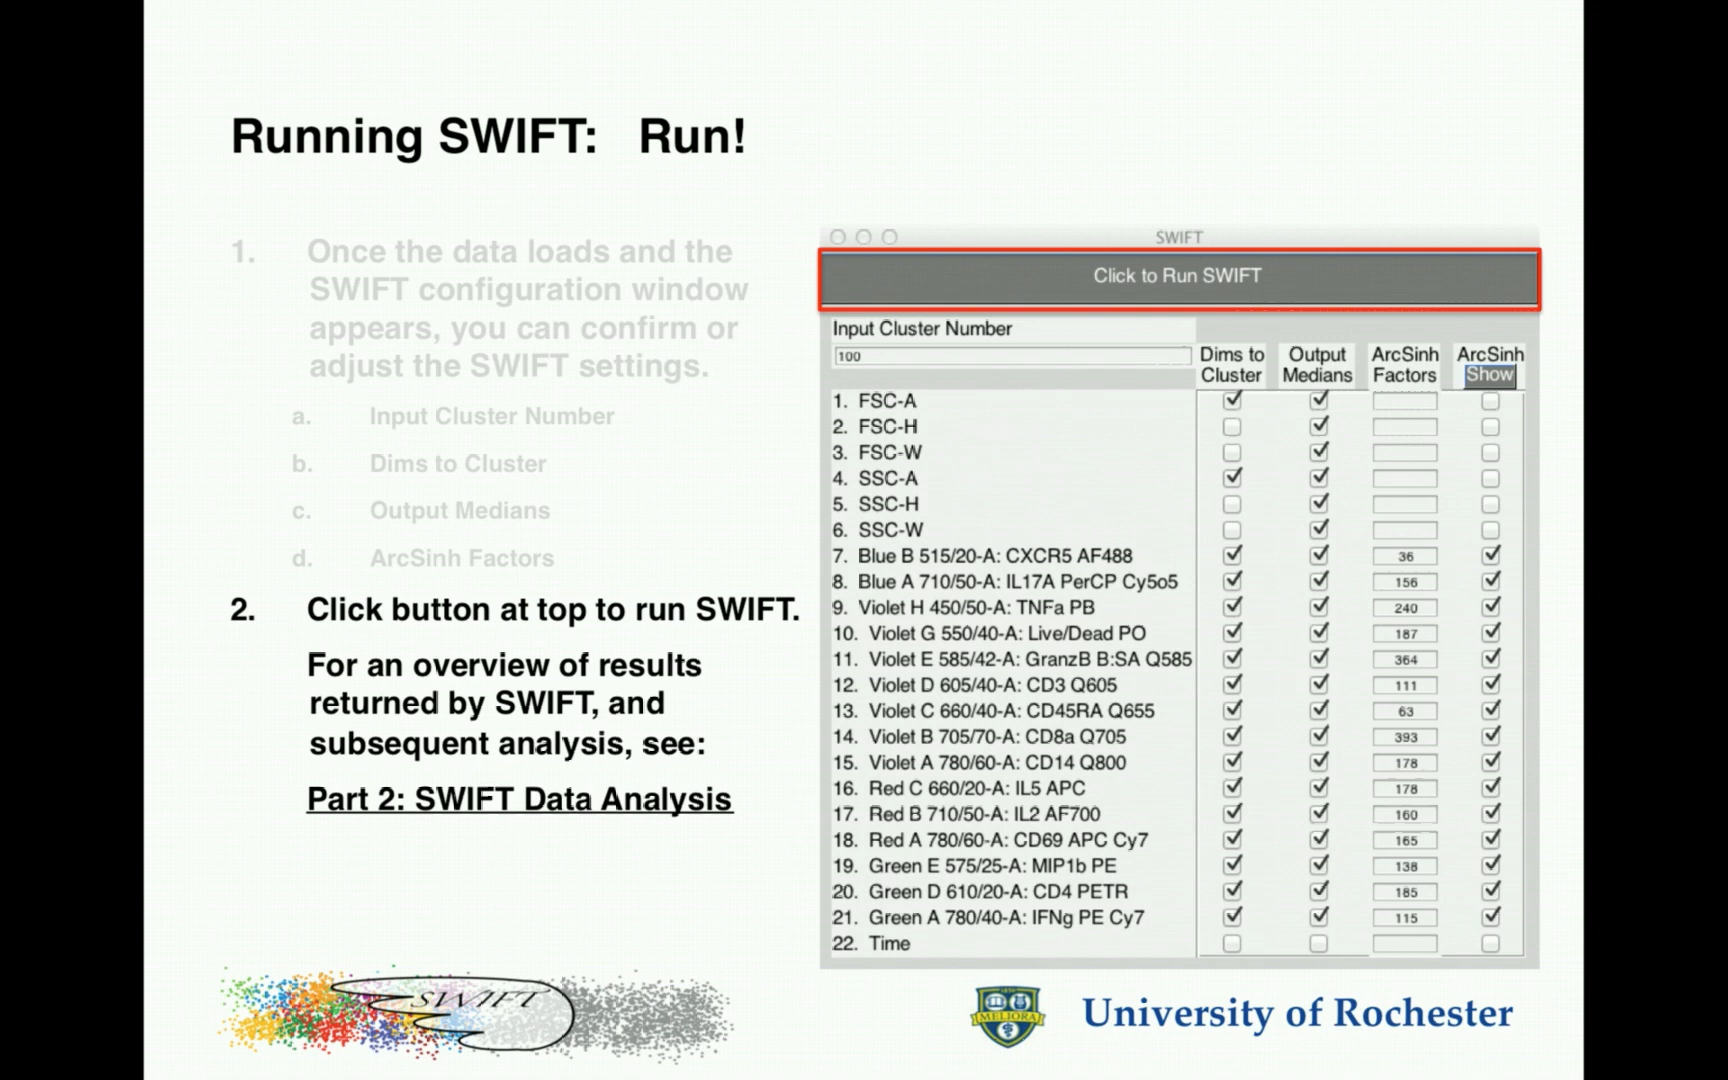 Running SWIFT:   Run!
1. Once the data loads and the
SWIFT configuration window
appears, you can confirm or
adjust the SWIFT settings.
a. Input Cluster Number
b. Dims to Cluster
c. Output Medians
d. ArcSinh Factors
2. Click button at top to run SWIFT.
For an overview of results
returned by SWIFT, and
subsequent analysis, see:
Part 2: SWIFT Data Analysis
SWIFT
Click to Run SWIFT
Input Cluster Number
100
Dims to Cluster
Output Medians
ArcSinh Factors
ArcSinh Show
1. FSC-A
2. FSC-H
3. FSC-W
4. SSC-A
5. SSC-H
6. SSC-W
7. Blue B 515/20-A: CXCR5 AF488 36
8. Blue A 710/50-A: IL17A PerCP Cy5o5 156
9. Violet H 450/50-A: TNFa PB 240
10. Violet G 550/40-A: Live/Dead PO 187
11. Violet E 585/42-A: GranzB B:SA Q585 364
12. Violet D 605/40-A: CD3 Q605 111
13. Violet C 660/40-A: CD45RA Q655 63
14. Violet B 705/70-A: CD8a Q705 393
15. Violet A 780/60-A: CD14 Q800 178
16. Red C 660/20-A: IL5 APC 178
17. Red B 710/50-A: IL2 AF700 160
18. Red A 780/60-A: CD69 APC Cy7 165
19. Green E 575/25-A: MIP1b PE 138
20. Green D 610/20-A: CD4 PETR 185
21. Green A 780/40-A: IFNg PE Cy7 115
22. Time
SWIFT
MELIORA
University of Rochester